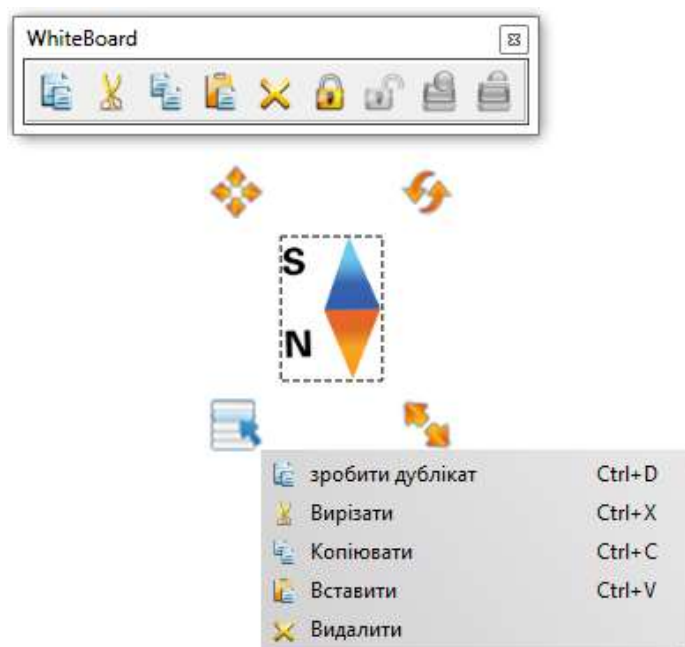 WhiteBoard
S
N
зробити дублікат Ctrl+D
Вирізати Ctrl+X
Копіювати Ctrl+C
Вставити Ctrl+V
Видалити